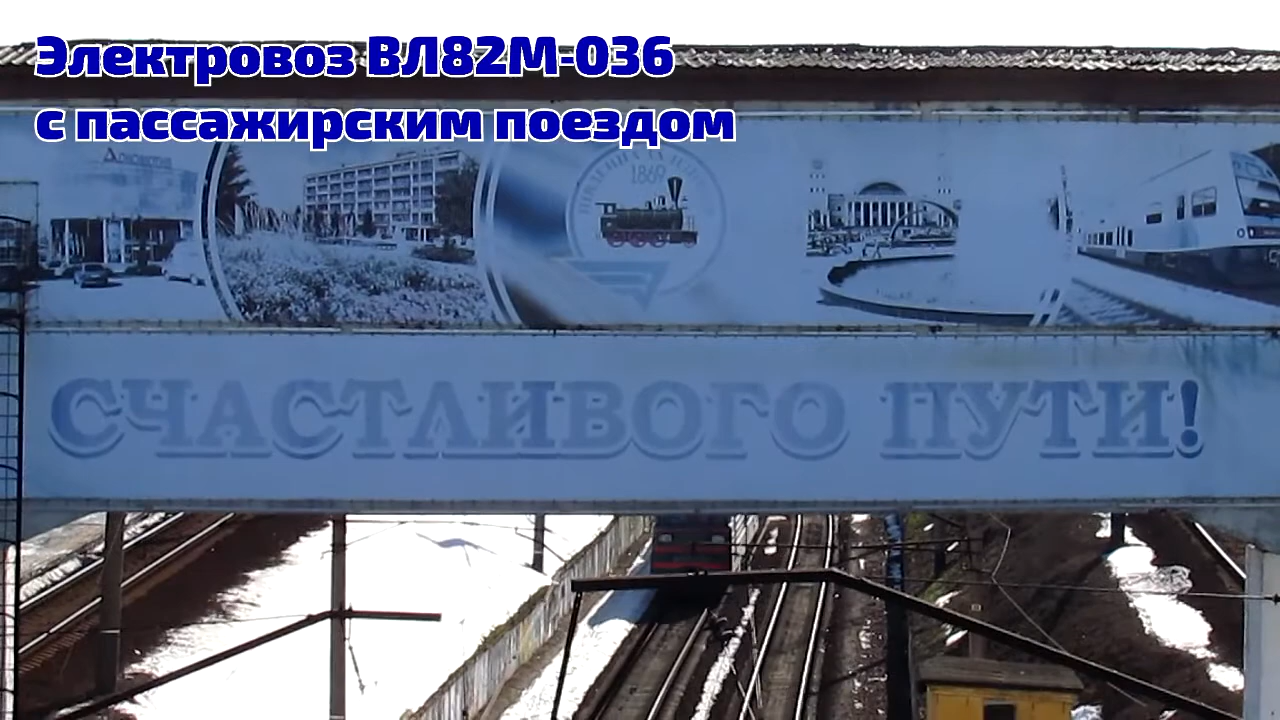 Электровоз ВЛ82М-036
с пассажирским поездом
1869
СЧАСТЛИВОГО ПУТИ!